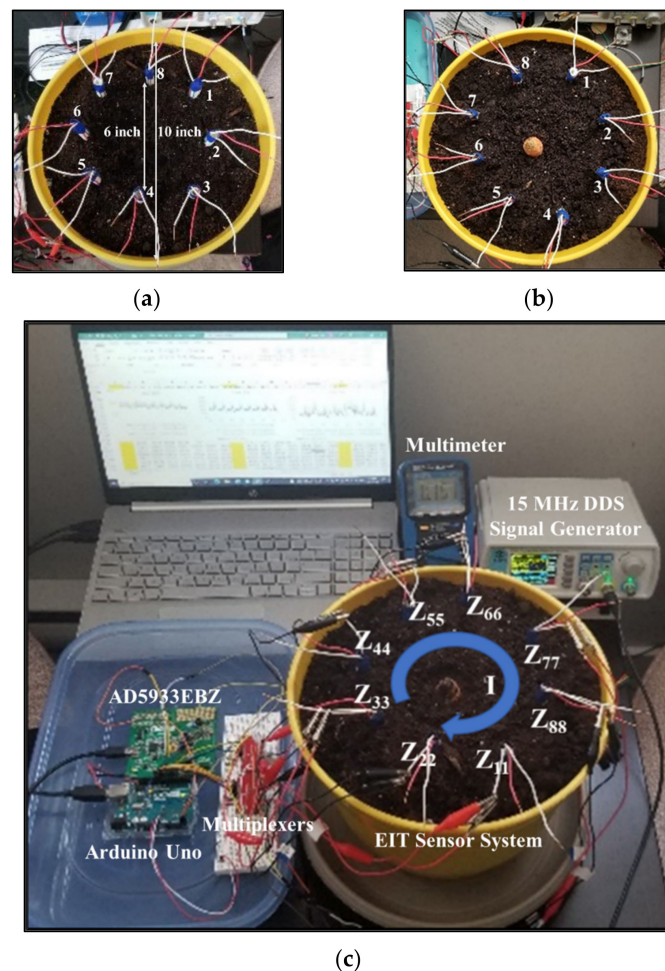 7
8
1
6
6 inch
10 inch
2
5
4
3
(a)
8
1
7
2
6
3
5
4
(b)
Multimeter
15 MHz DDS
Signal Generator
Z55
Z66
Z44
Z77
AD5933EBZ
Z33
I
Z88
Z22
Z11
Multiplexers
Arduino Uno
EIT Sensor System
(c)